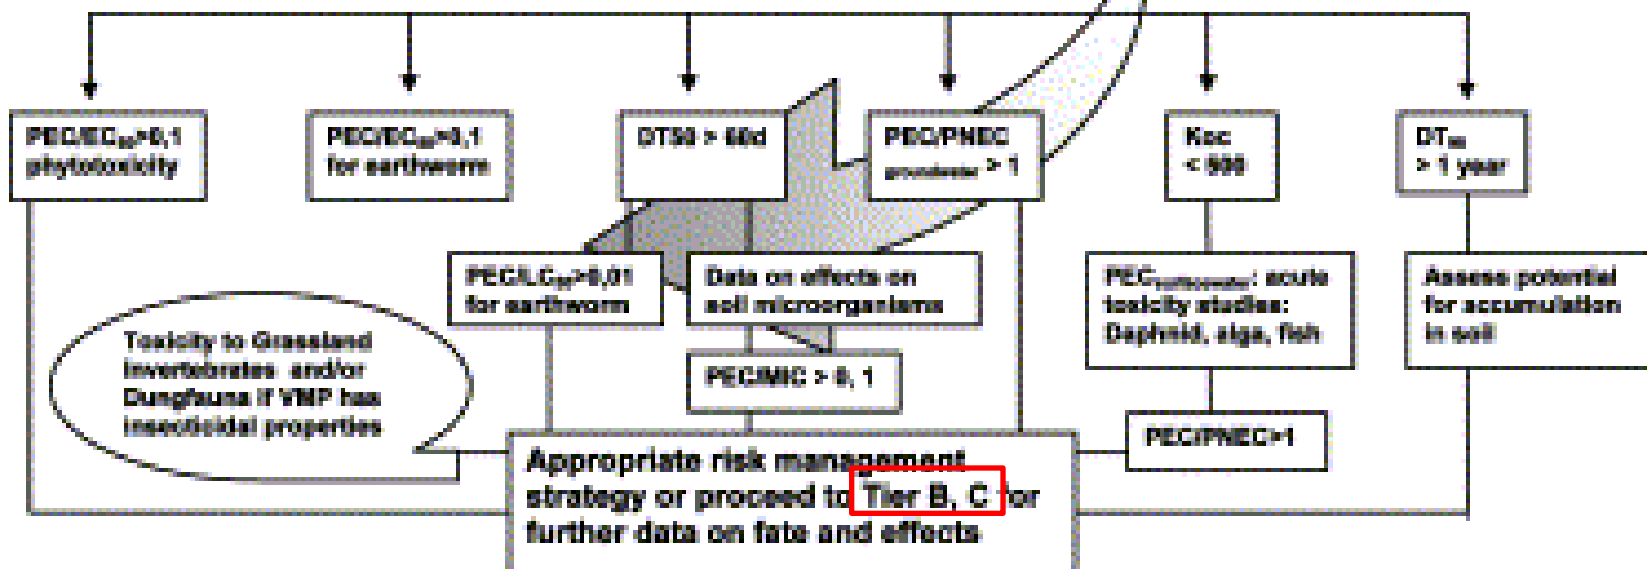 PEC/EC₅₀>0,1
phytotoxicity
PEC/EC₅₀>0,1
for earthworm
DT50 > 60d
PEC/PNEC
groundwater > 1
Koc
< 500
DT₉₀
> 1 year
PEC/LC₅₀>0,01
for earthworm
Data on effects on
soil microorganisms
PEC surfacewater: acute
toxicity studies:
Daphnid, alga, fish
Assess potential
for accumulation
in soil
Toxicity to Grassland
Invertebrates and/or
Dungfauna if VMP has
insecticidal properties
PEC/MIC > 0, 1
PEC/PNEC>1
Appropriate risk management
strategy or proceed to Tier B, C for
further data on fate and effects